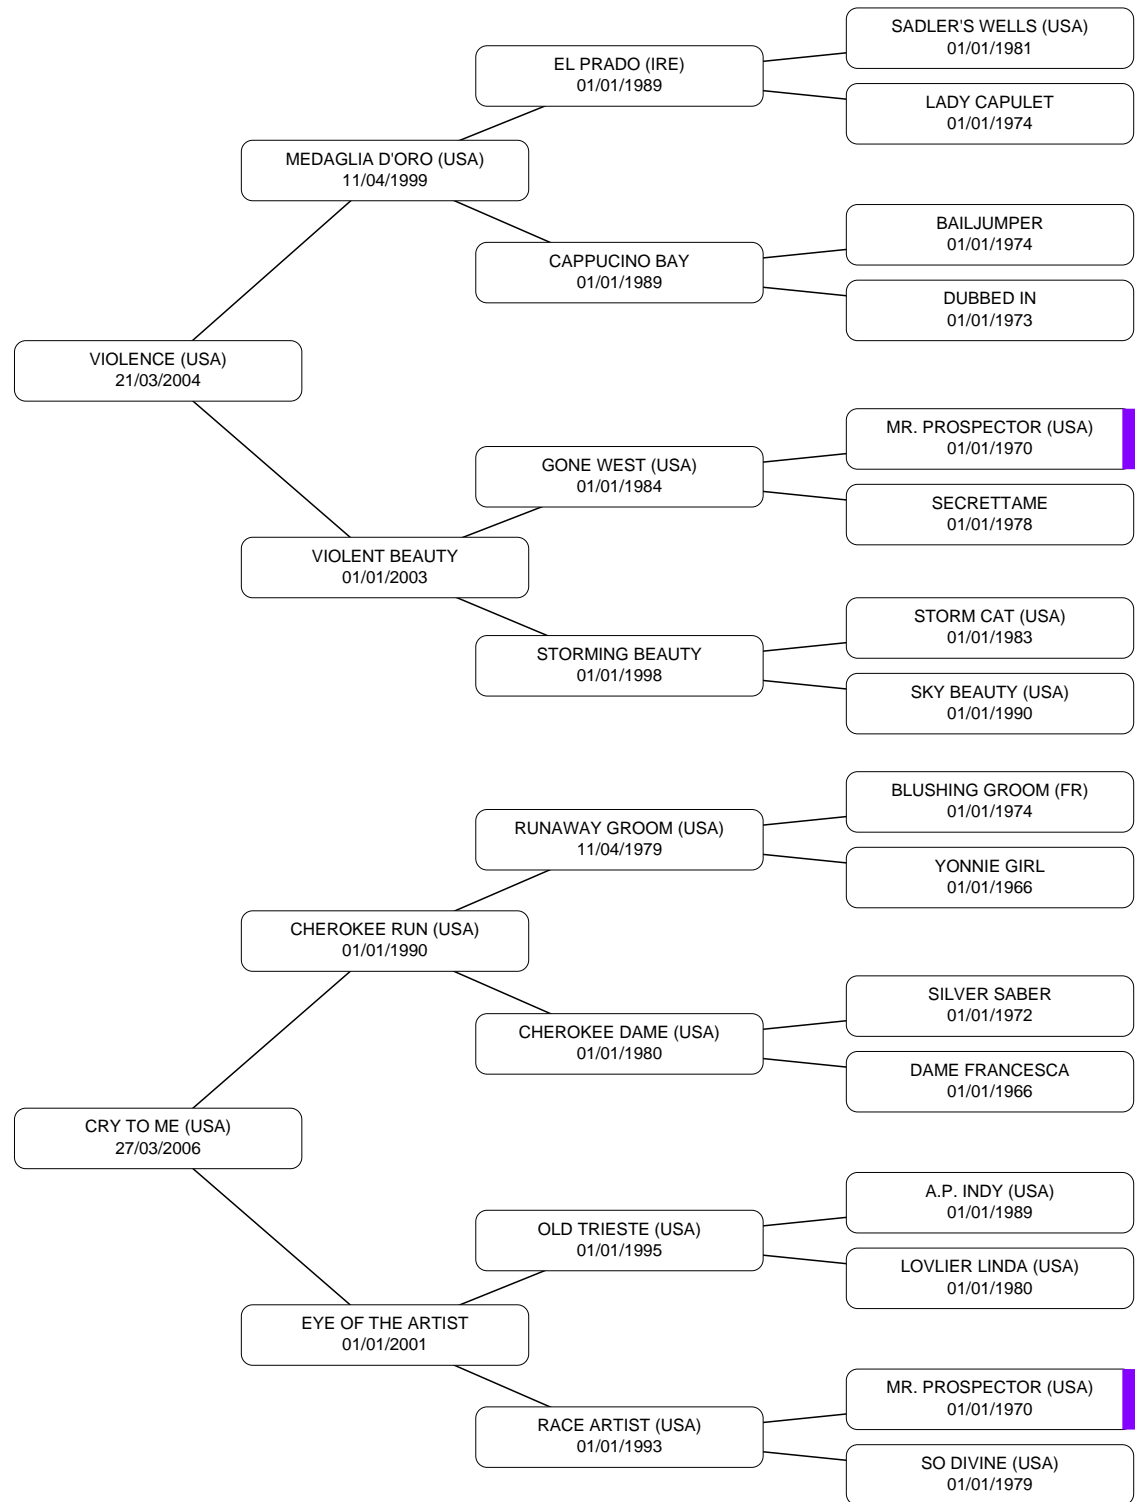 SADLER'S WELLS (USA)
01/01/1981
EL PRADO (IRE)
01/01/1989
LADY CAPULET
01/01/1974
MEDAGLIA D'ORO (USA)
11/04/1999
BAILJUMPER
01/01/1974
CAPPUCINO BAY
01/01/1989
DUBBED IN
01/01/1973
VIOLENCE (USA)
21/03/2004
MR. PROSPECTOR (USA)
01/01/1970
GONE WEST (USA)
01/01/1984
SECRETTAME
01/01/1978
VIOLENT BEAUTY
01/01/2003
STORM CAT (USA)
01/01/1983
STORMING BEAUTY
01/01/1998
SKY BEAUTY (USA)
01/01/1990
BLUSHING GROOM (FR)
01/01/1974
RUNAWAY GROOM (USA)
11/04/1979
YONNIE GIRL
01/01/1966
CHEROKEE RUN (USA)
01/01/1990
SILVER SABER
01/01/1972
CHEROKEE DAME (USA)
01/01/1980
DAME FRANCESCA
01/01/1966
CRY TO ME (USA)
27/03/2006
A.P. INDY (USA)
01/01/1989
OLD TRIESTE (USA)
01/01/1995
LOVLIER LINDA (USA)
01/01/1980
EYE OF THE ARTIST
01/01/2001
MR. PROSPECTOR (USA)
01/01/1970
RACE ARTIST (USA)
01/01/1993
SO DIVINE (USA)
01/01/1979